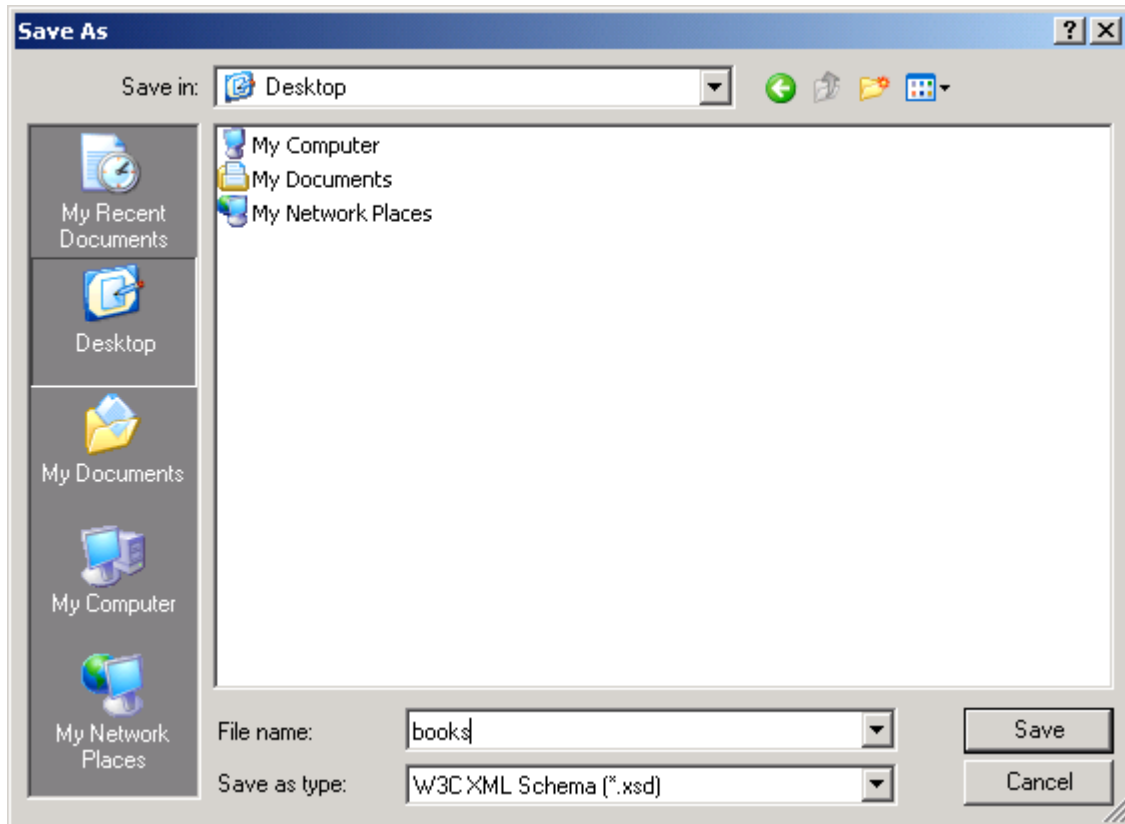 Save As
Save in: Desktop
My Recent
Documents
Desktop
My Documents
My Computer
My Network
Places
My Computer
My Documents
My Network Places
File name: books Save
Save as type: W3C XML Schema (*.xsd) Cancel